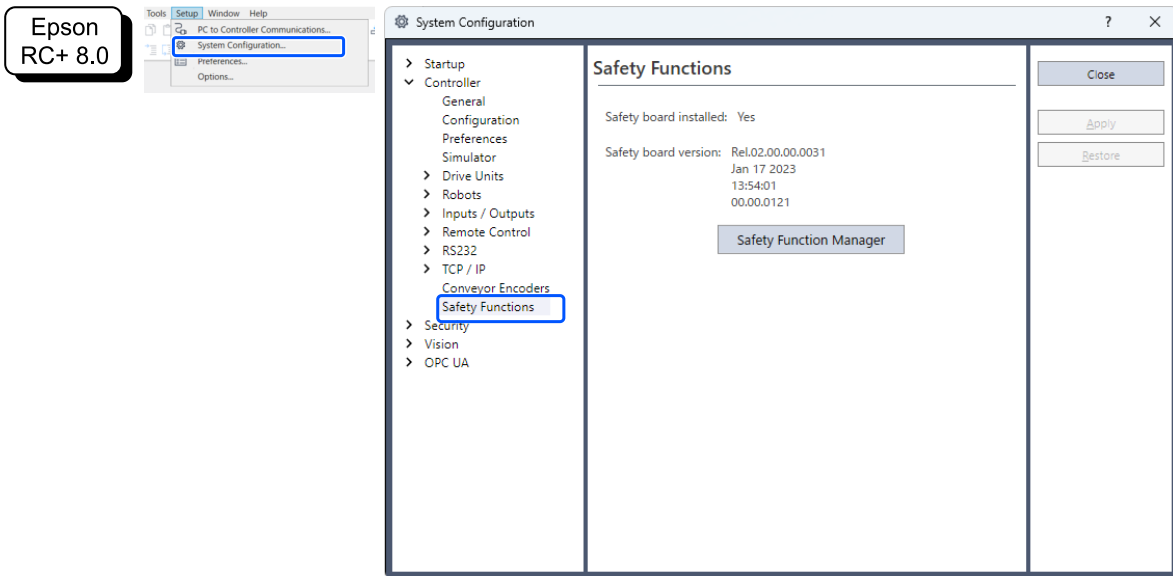 Epson
RC+ 8.0
Tools Setup Window Help
PC to Controller Communications...
System Configuration...
Preferences...
Options...
System Configuration
?
Startup
Controller
General
Configuration
Preferences
Simulator
Drive Units
Robots
Inputs / Outputs
Remote Control
RS232
TCP / IP
Conveyor Encoders
Safety Functions
Security
Vision
OPC UA
Safety Functions
Safety board installed: Yes
Safety board version: Rel.02.00.00.0031
Jan 17 2023
13:54:01
00.00.0121
Safety Function Manager
Close
Apply
Restore